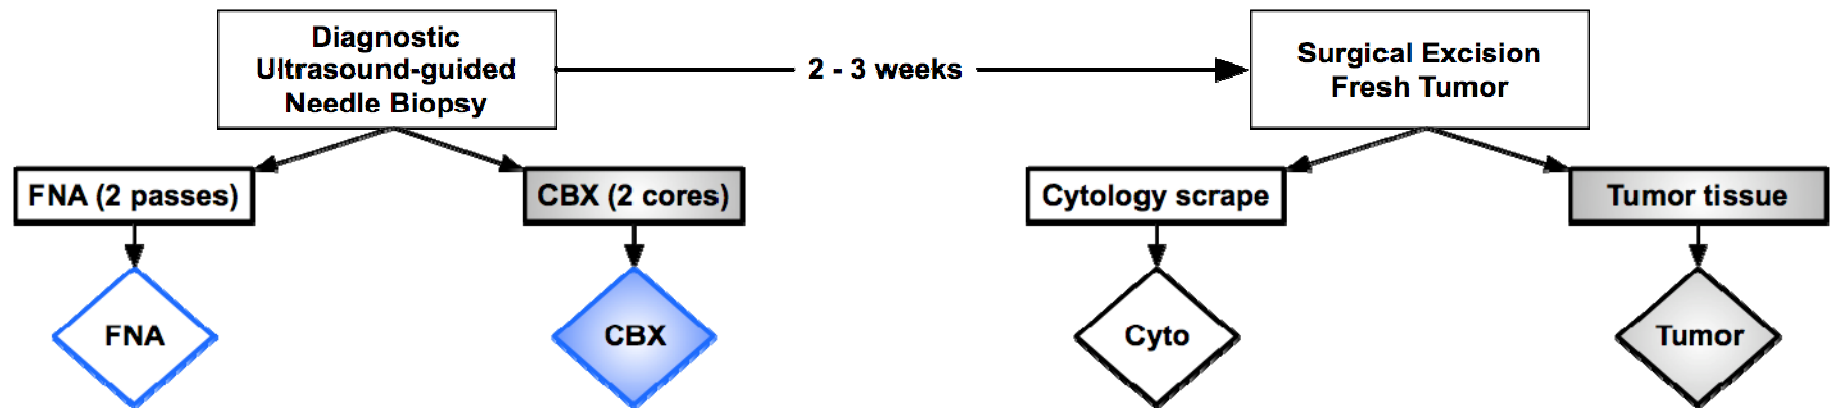 Diagnostic
Ultrasound-guided
Needle Biopsy
2 - 3 weeks
Surgical Excision
Fresh Tumor
FNA (2 passes)
CBX (2 cores)
Cytology scrape
Tumor tissue
FNA
CBX
Cyto
Tumor